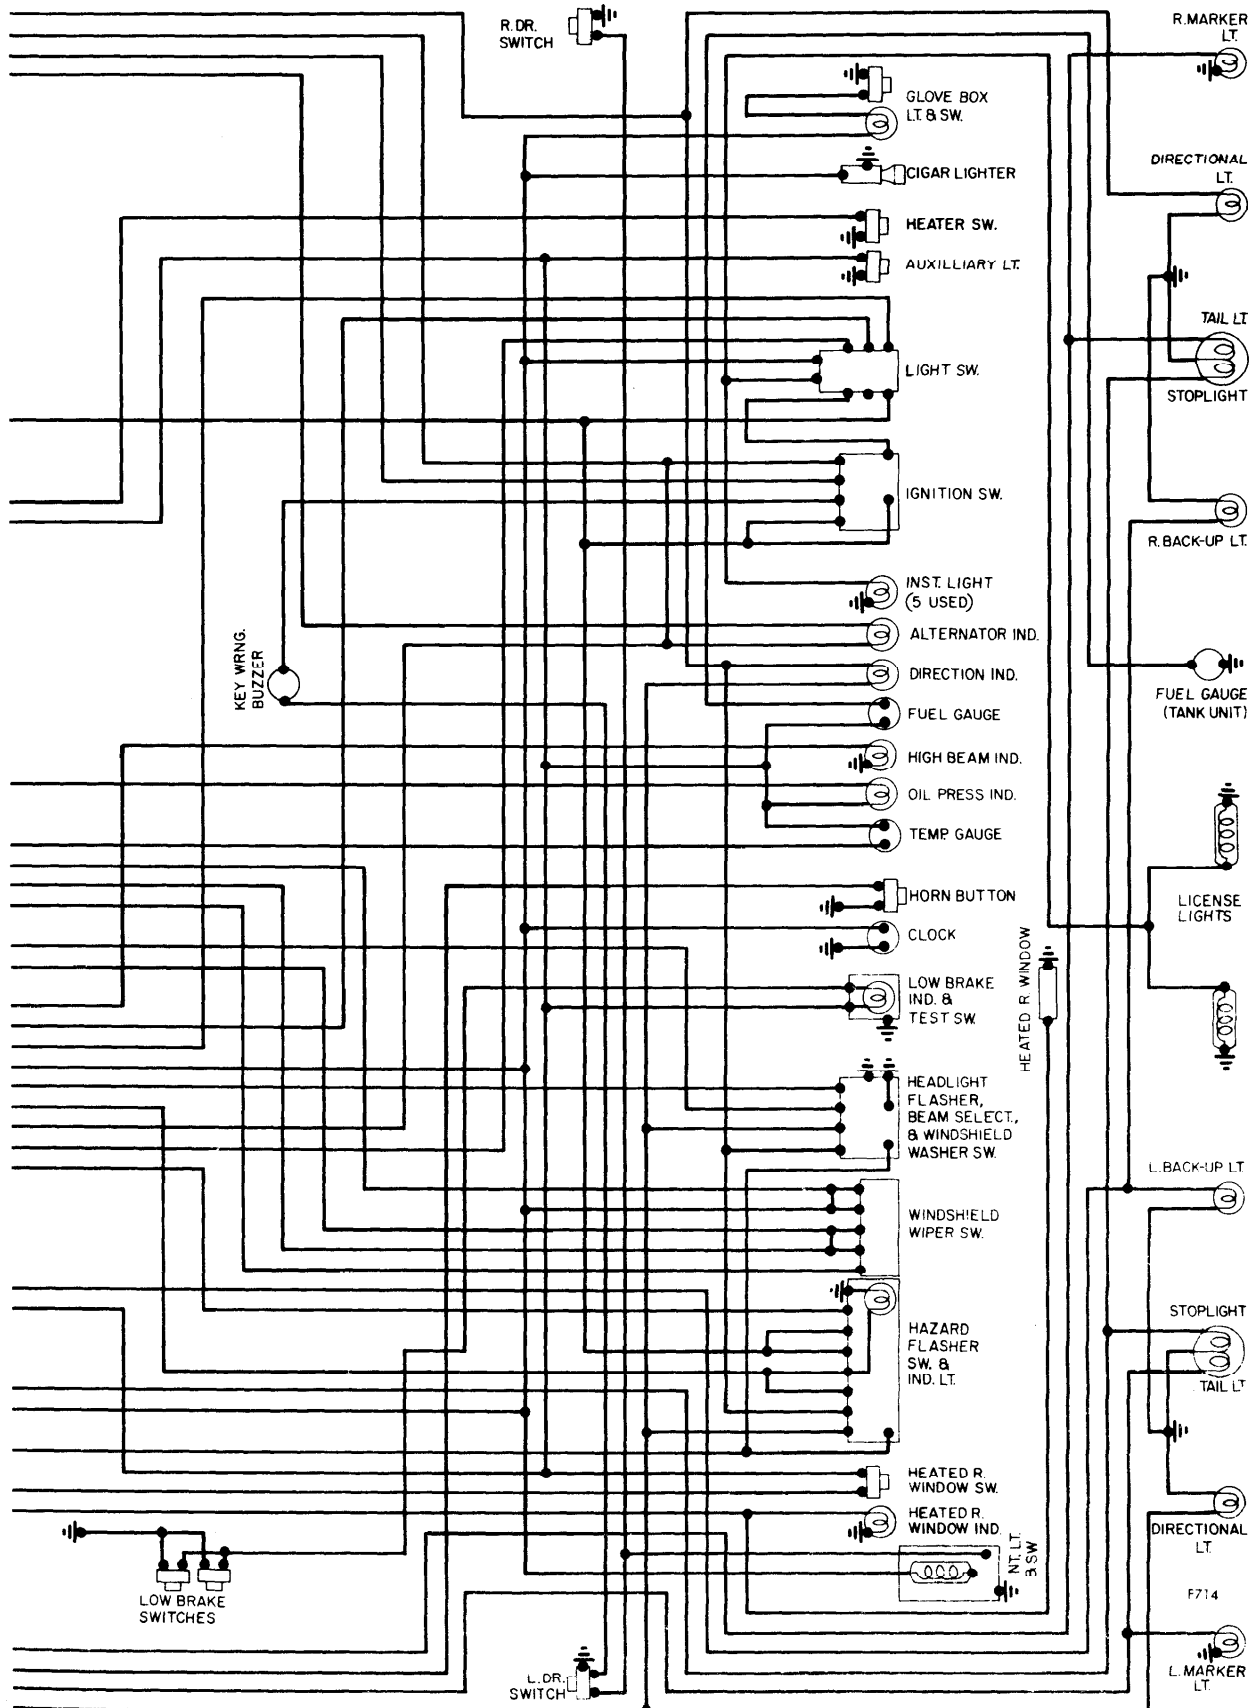 R. DR.
SWITCH
R. MARKER
LT.
GLOVE BOX
LT. & SW.
CIGAR LIGHTER
DIRECTIONAL
LT.
HEATER SW.
AUXILLIARY LT.
TAIL LT
LIGHT SW.
STOPLIGHT
IGNITION SW.
R. BACK-UP LT.
INST. LIGHT
(5 USED)
ALTERNATOR IND.
KEY WRNG.
BUZZER
DIRECTION IND.
FUEL GAUGE
(TANK UNIT)
FUEL GAUGE
HIGH BEAM IND.
OIL PRESS IND.
TEMP. GAUGE
HORN BUTTON
LICENSE
LIGHTS
CLOCK
HEATED R. WINDOW
LOW BRAKE
IND. &
TEST SW.
HEADLIGHT
FLASHER,
BEAM SELECT.,
& WINDSHIELD
WASHER SW.
L. BACK-UP LT
WINDSHIELD
WIPER SW.
STOPLIGHT
HAZARD
FLASHER
SW. &
IND. LT.
TAIL LT
HEATED R.
WINDOW SW.
HEATED R.
WINDOW IND.
DIRECTIONAL
LT.
NT. LT.
& SW
LOW BRAKE
SWITCHES
F714
L. DR.
SWITCH
L. MARKER
LT.